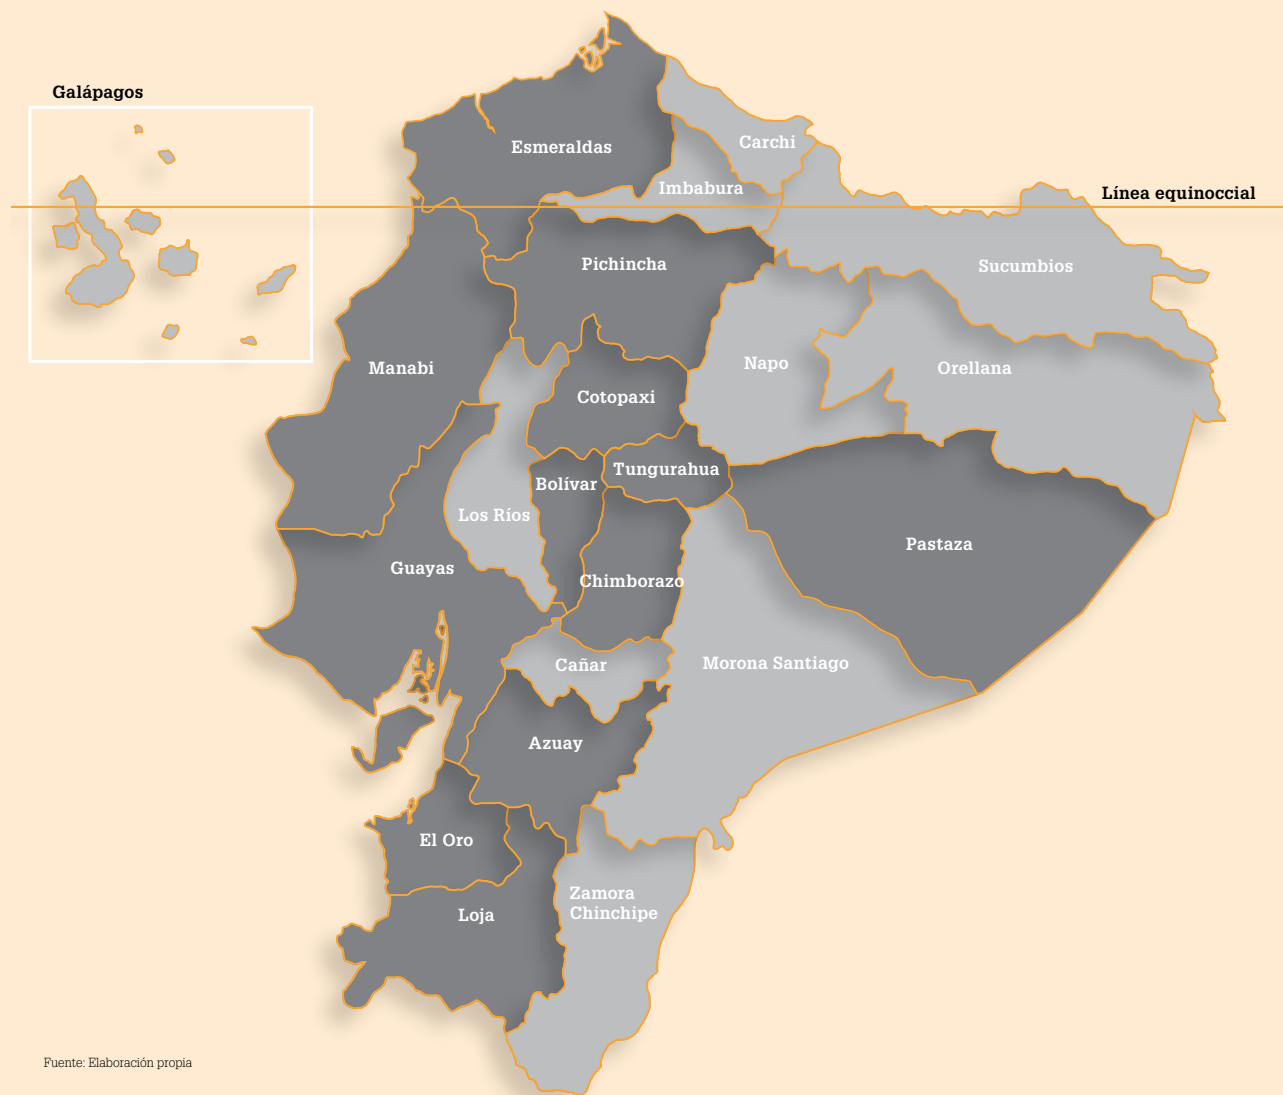 Galápagos
Esmeraldas
Carchi
Imbabura
Línea equinoccial
Pichincha
Sucumbios
Manabi
Napo
Orellana
Cotopaxi
Tungurahua
Bolívar
Los Ríos
Pastaza
Guayas
Chimborazo
Cañar
Morona Santiago
Azuay
El Oro
Zamora
Chinchipe
Loja
Fuente: Elaboración propia